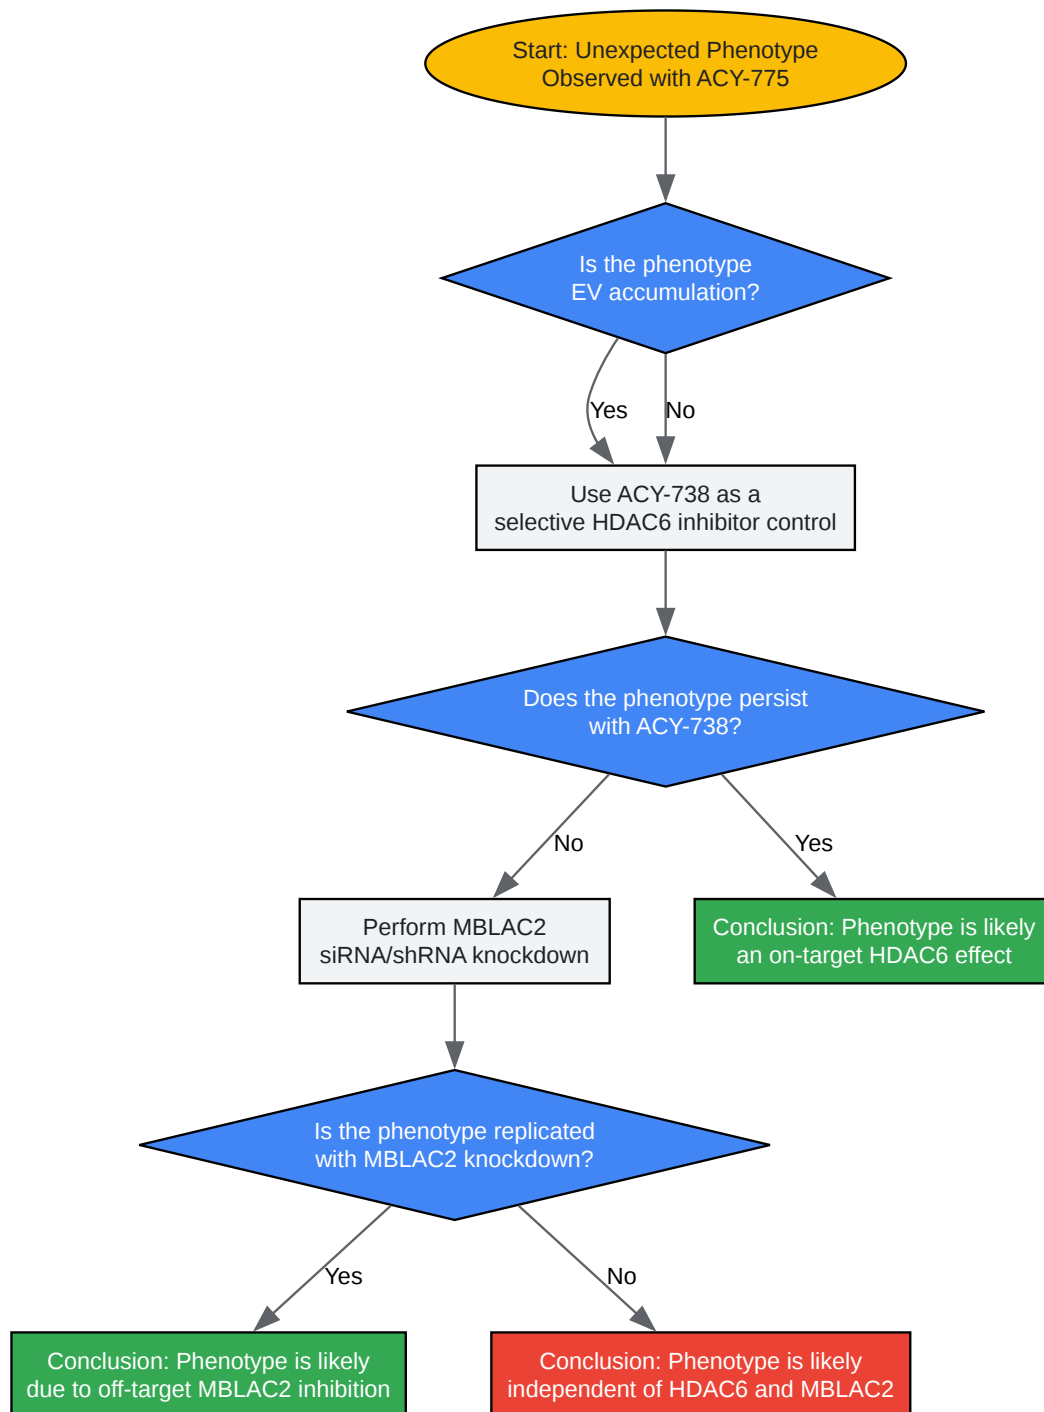 Start: Unexpected Phenotype
Observed with ACY-775
Is the phenotype
EV accumulation?
Yes
No
Use ACY-738 as a
selective HDAC6 inhibitor control
Does the phenotype persist
with ACY-738?
No
Yes
Perform MBLAC2
siRNA/shRNA knockdown
Conclusion: Phenotype is likely
an on-target HDAC6 effect
Is the phenotype replicated
with MBLAC2 knockdown?
Yes
No
Conclusion: Phenotype is likely
due to off-target MBLAC2 inhibition
Conclusion: Phenotype is likely
independent of HDAC6 and MBLAC2